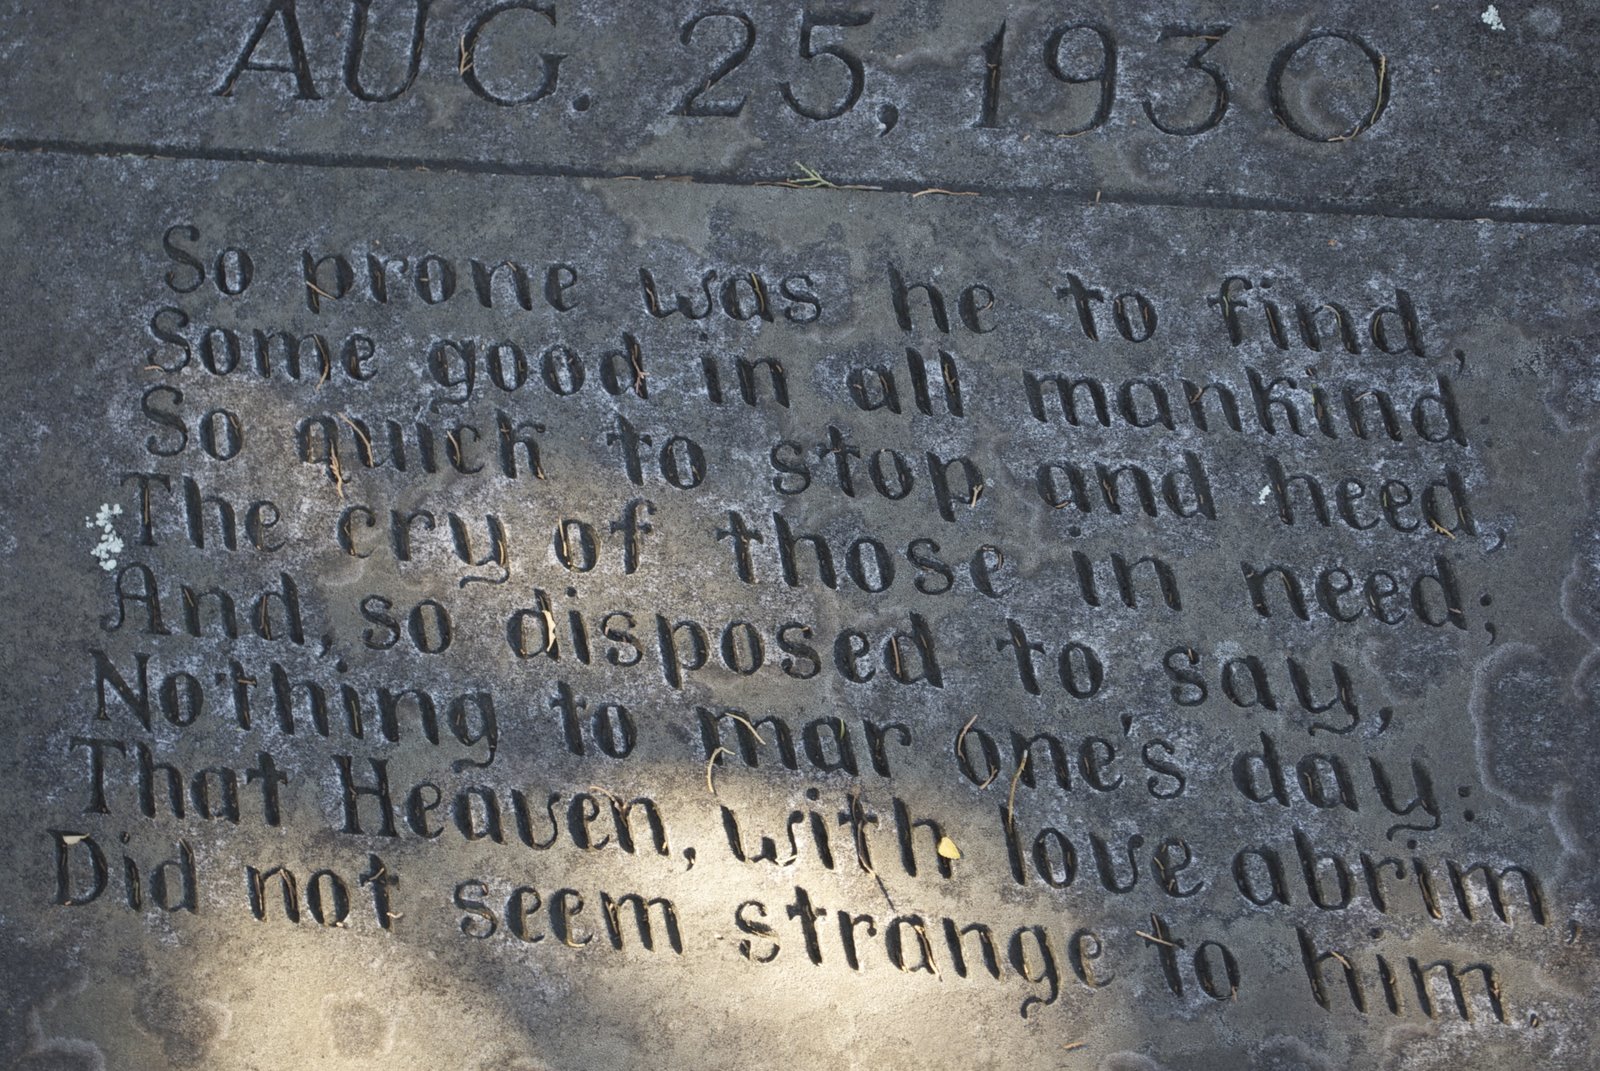 AUG. 25, 1930
So prone was he to find,
Some good in all mankind
So quick to stop and heed,
The cry of those in need;
And, so disposed to say,
Nothing to mar one's day:
That Heaven, with love abrim,
Did not seem strange to him.